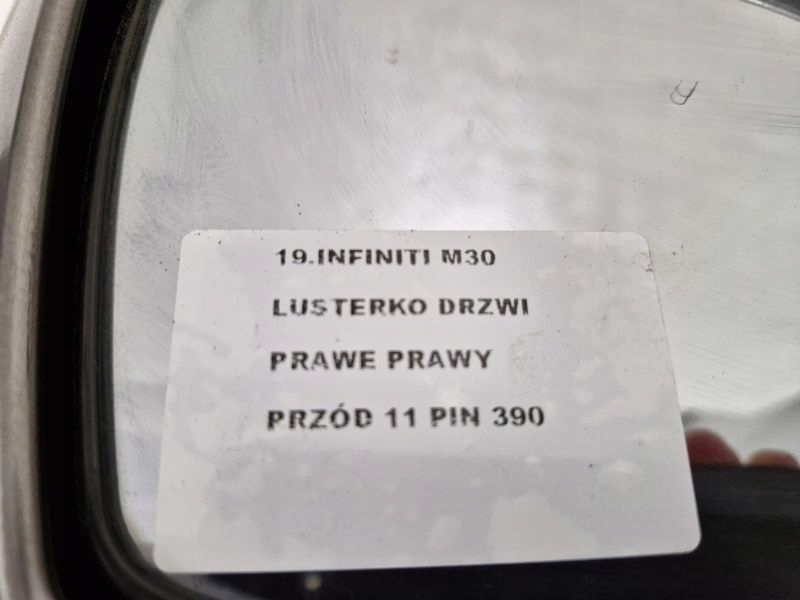 19.INFINITI M30
LUSTERKO DRZWI
PRAWE PRAWY
PRZÓD 11 PIN 390